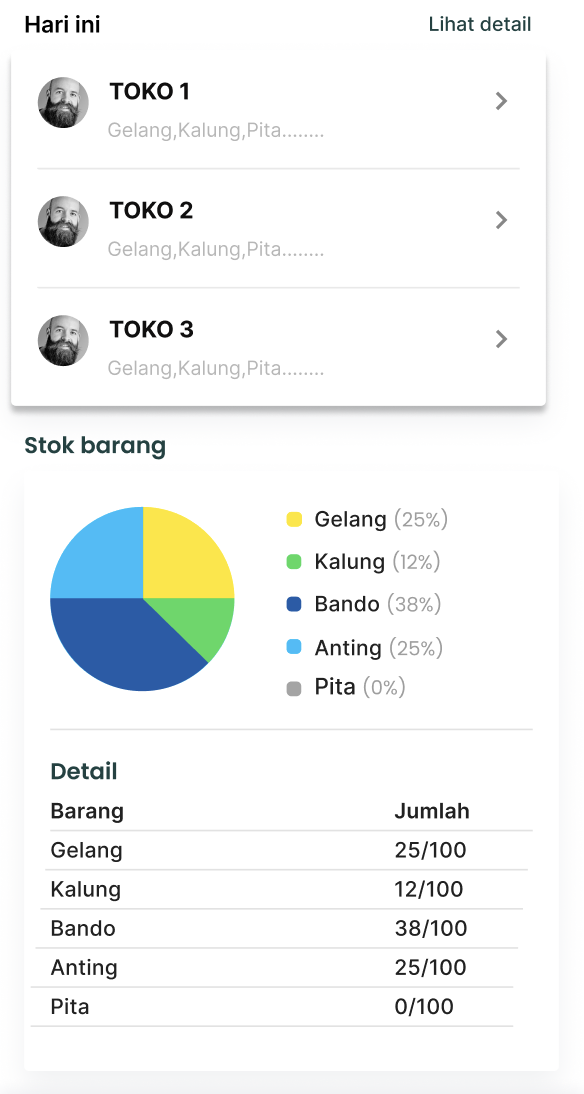 Hari ini
Lihat detail
TOKO 1
Gelang,Kalung,Pita........
TOKO 2
Gelang,Kalung,Pita........
TOKO 3
Gelang,Kalung,Pita........
Stok barang
Gelang (25%)
Kalung (12%)
Bando (38%)
Anting (25%)
Pita (0%)
Detail
Barang Jumlah
Gelang 25/100
Kalung 12/100
Bando 38/100
Anting 25/100
Pita 0/100